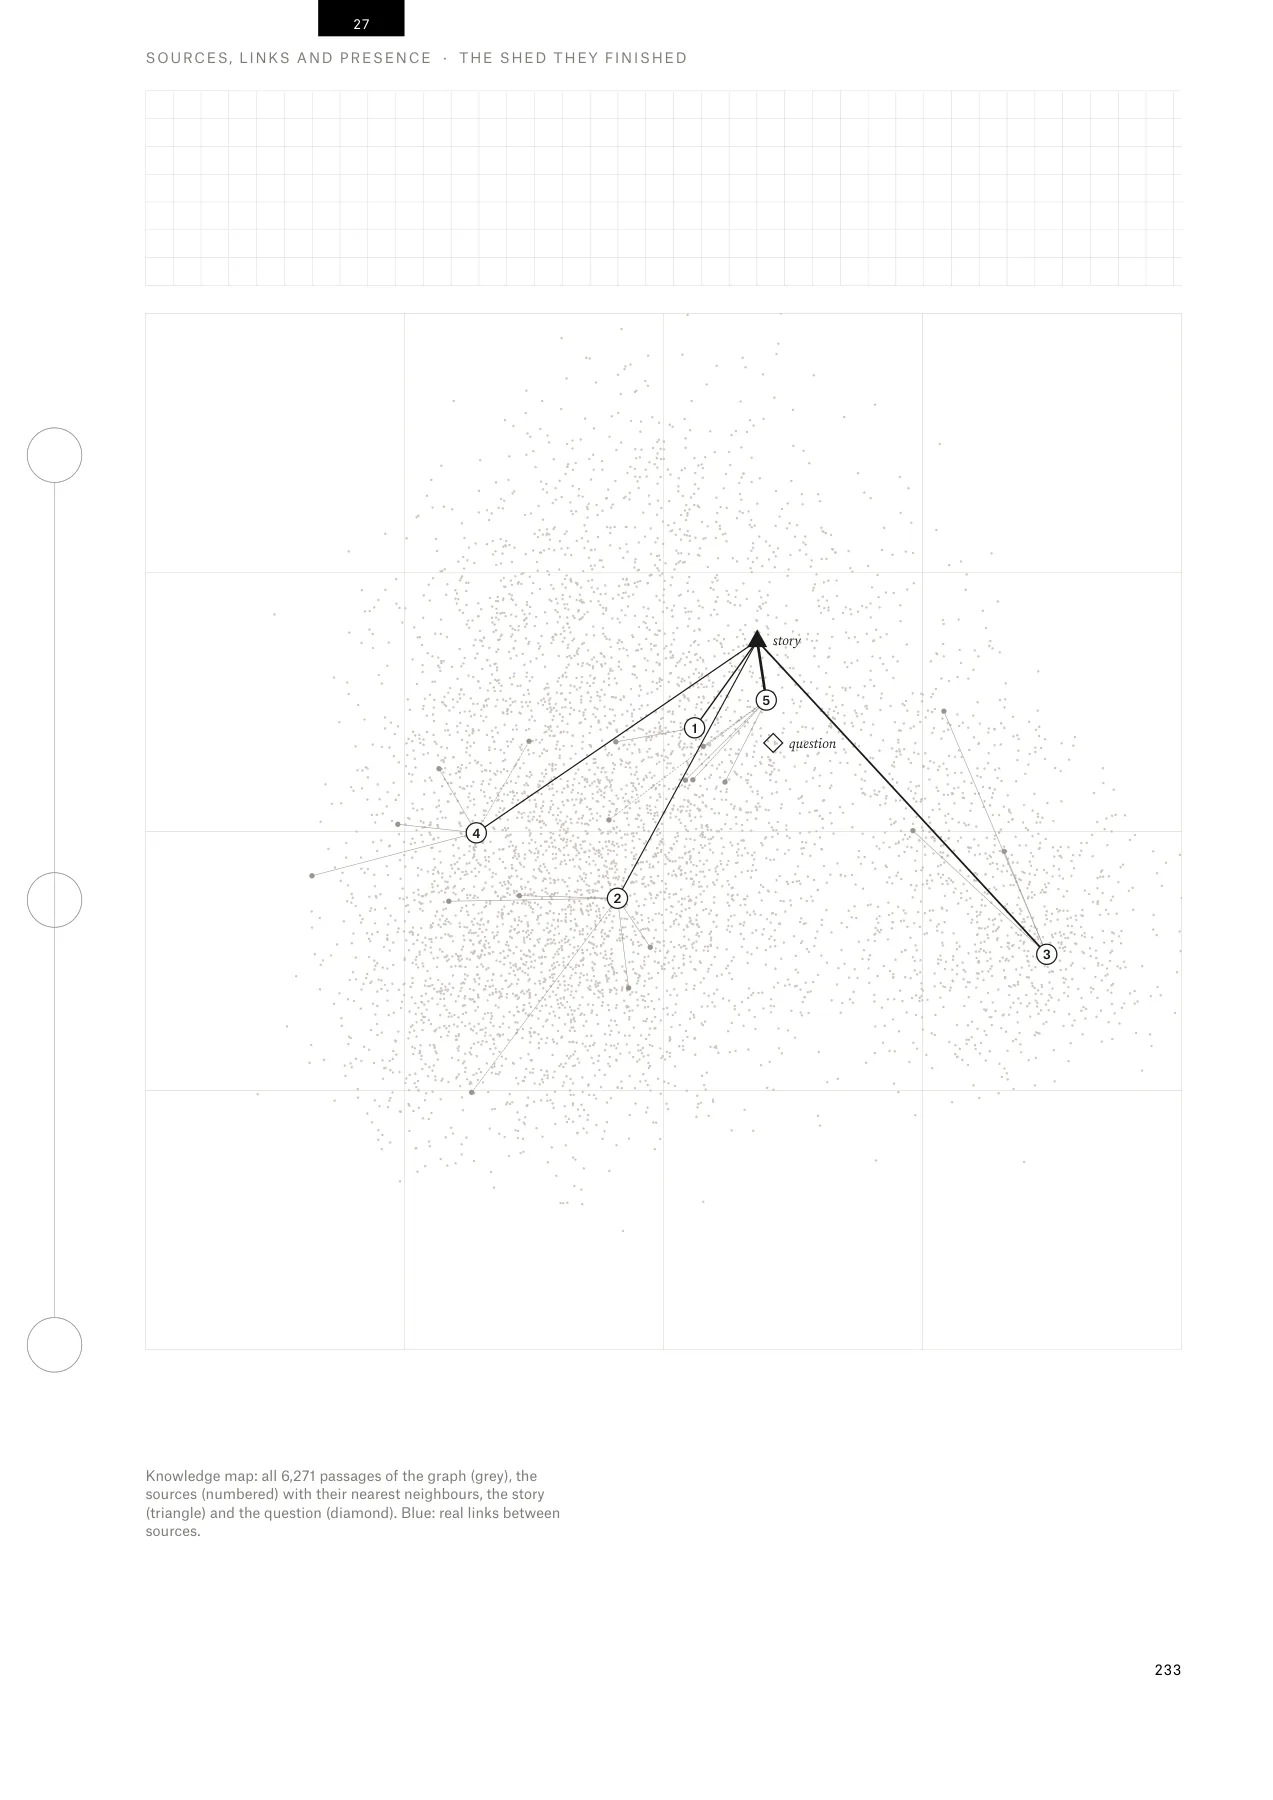 27
SOURCES, LINKS AND PRESENCE · THE SHED THEY FINISHED
story
5
1
question
4
2
3
Knowledge map: all 6,271 passages of the graph (grey), the
sources (numbered) with their nearest neighbours, the story
(triangle) and the question (diamond). Blue: real links between
sources.
233